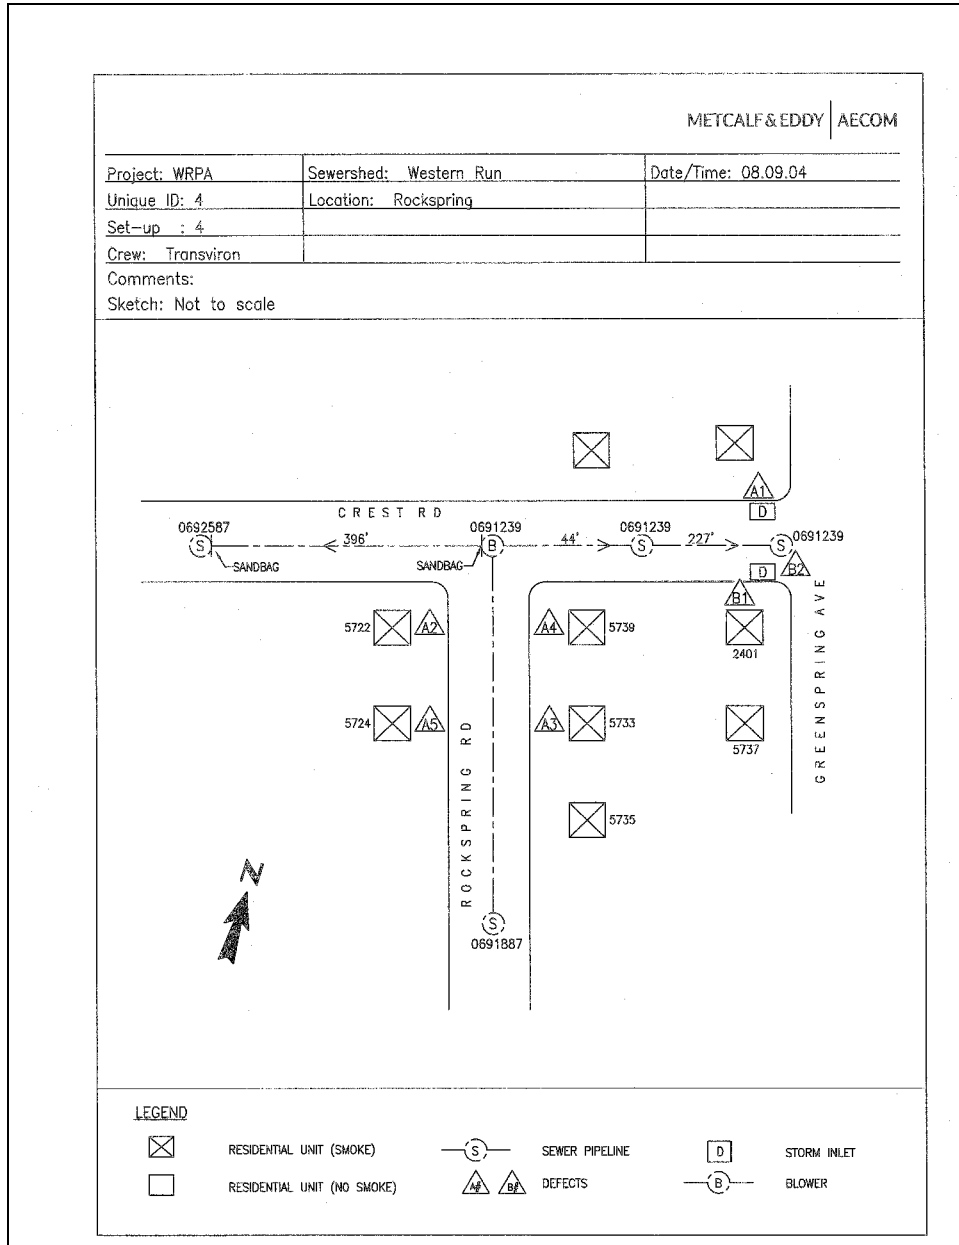 METCALF & EDDY | AECOM
Project: WRPA Sewershed: Western Run Date/Time: 08.09.04
Unique ID: 4 Location: Rockspring
Set-up : 4
Crew: Transviron
Comments:
Sketch: Not to scale
A1
D
CREST RD
0692587 0691239 0691239 0691239
S 396' B 44' S 227' S
SANDBAG SANDBAG
D B2
B1
5722 A2 A4 5739
2401
5724 A5 A3 5733
5737
5735
ROCKSPRING RD
GREENSPRING AVE
N
S
0691887
LEGEND
RESIDENTIAL UNIT (SMOKE) S SEWER PIPELINE D STORM INLET
RESIDENTIAL UNIT (NO SMOKE) A# B# DEFECTS B BLOWER